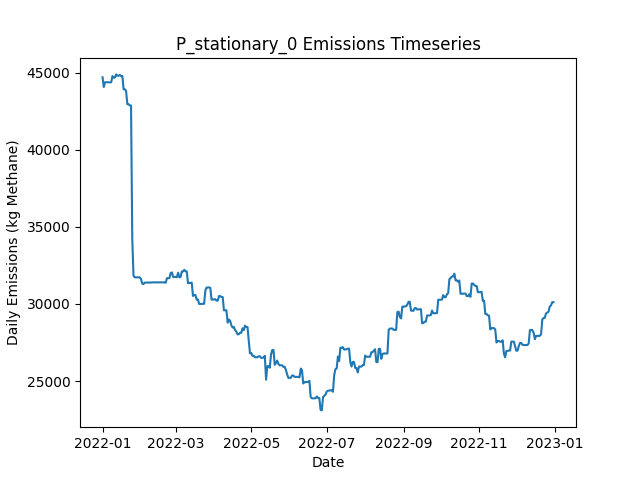 P_stationary_0 Emissions Timeseries
45000
40000
35000
30000
25000
Daily Emissions (kg Methane)
2022-01 2022-03 2022-05 2022-07 2022-09 2022-11 2023-01
Date